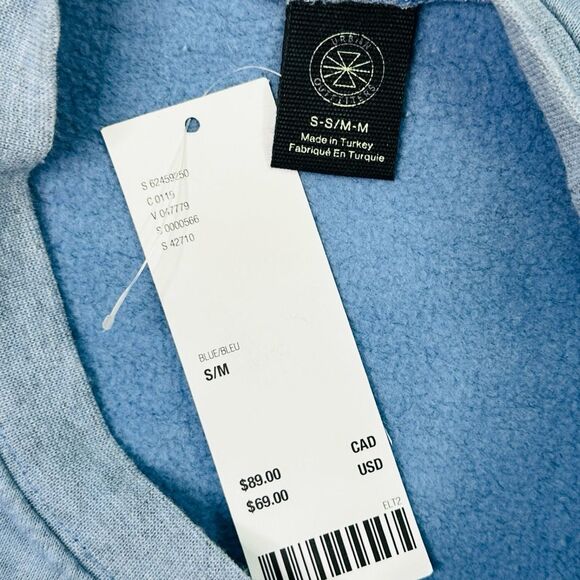 URBAN OUTFITTERS
S-S/M-M
Made in Turkey
Fabriqué En Turquie
S 62459250
C 0115
V 047779
S 0000566
S 42710
BLUE/BLEU
S/M
$89.00 CAD
$69.00 USD
ELT2